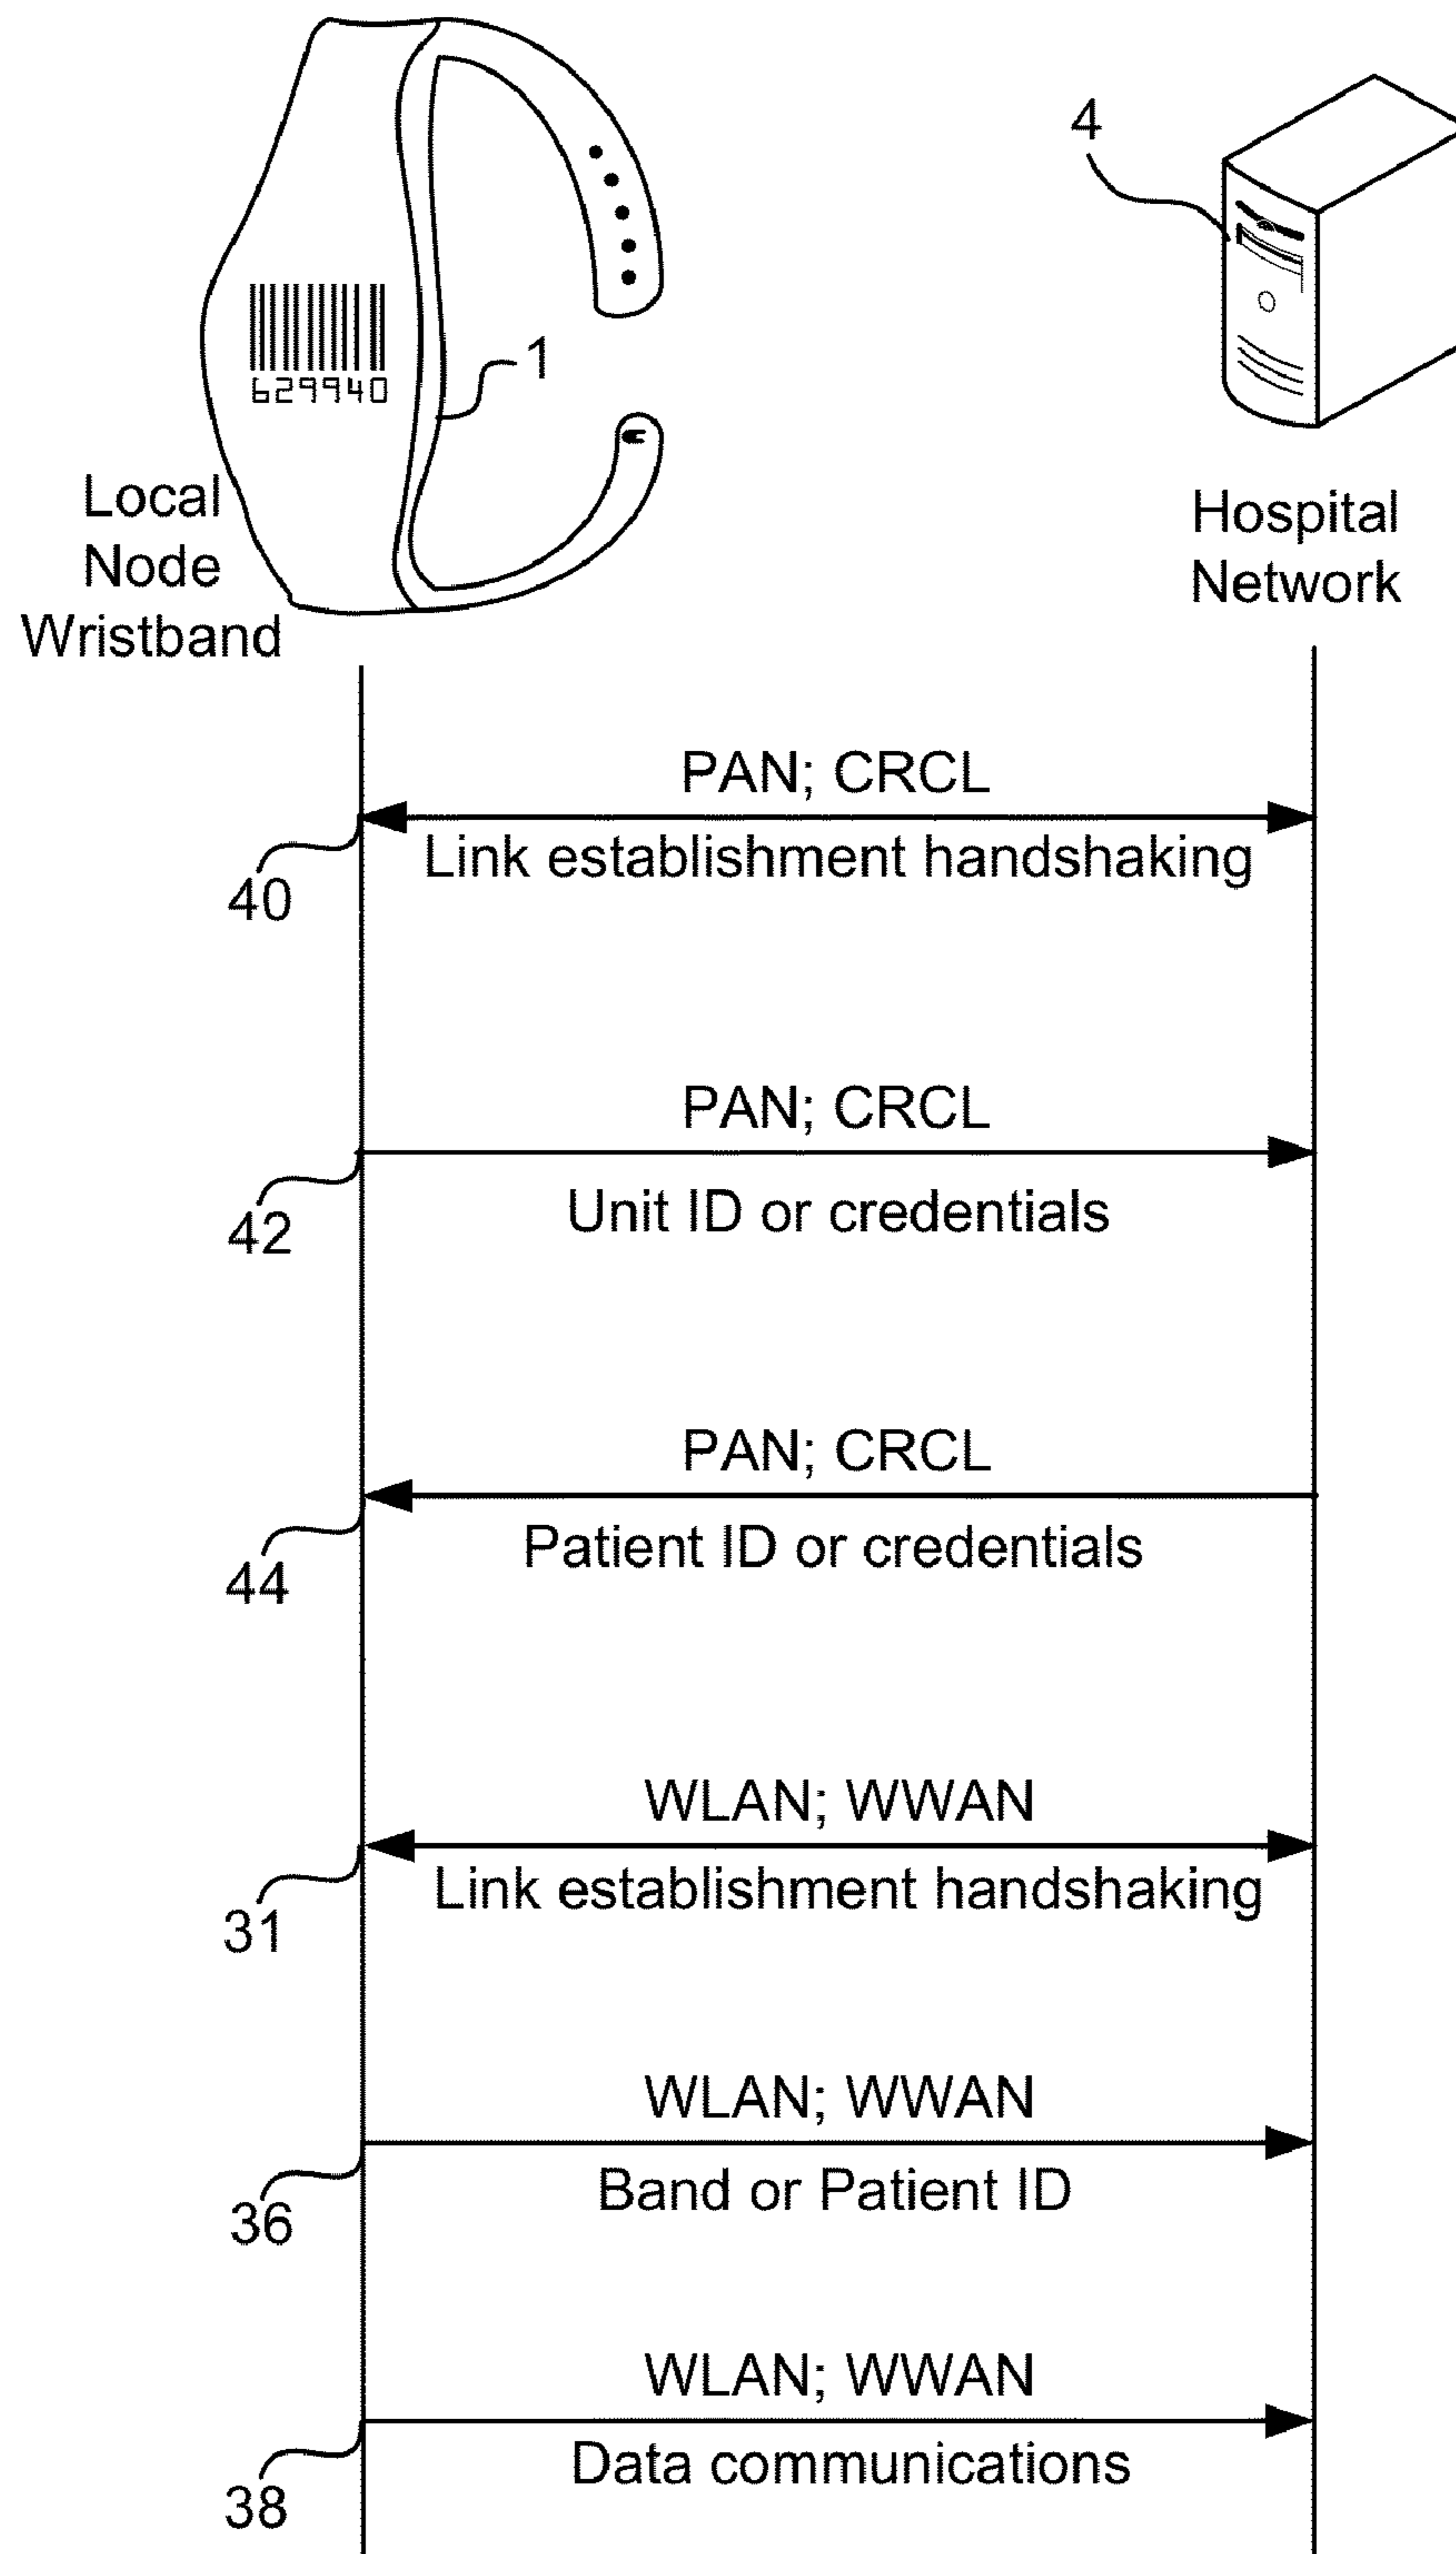 4
1
629940
Local
Node
Wristband
Hospital
Network
PAN; CRCL
Link establishment handshaking
40
PAN; CRCL
Unit ID or credentials
42
PAN; CRCL
Patient ID or credentials
44
WLAN; WWAN
Link establishment handshaking
31
WLAN; WWAN
Band or Patient ID
36
WLAN; WWAN
Data communications
38